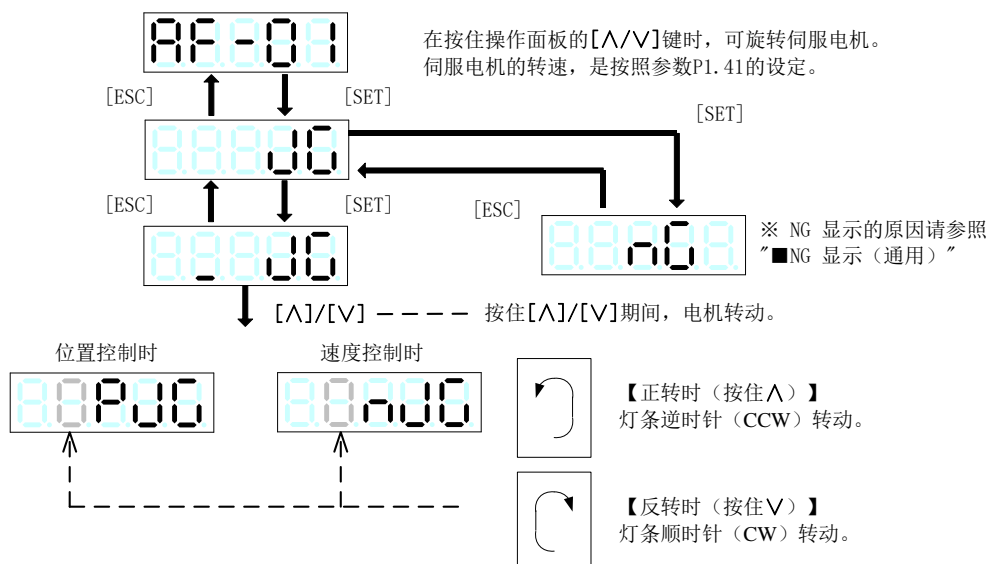 AF-01
在按住操作面板的[∧/∨]键时，可旋转伺服电机。
伺服电机的转速，是按照参数P1.41的设定。
[ESC]
[SET]
[SET]
JG
[ESC]
[SET]
[ESC]
nG
※ NG 显示的原因请参照
"■NG 显示（通用）"
_ JG
[∧]/[∨] ———— 按住[∧]/[∨]期间，电机转动。
位置控制时
速度控制时
PJG
nJG
【正转时（按住∧）】
灯条逆时针（CCW）转动。
【反转时（按住∨）】
灯条顺时针（CW）转动。